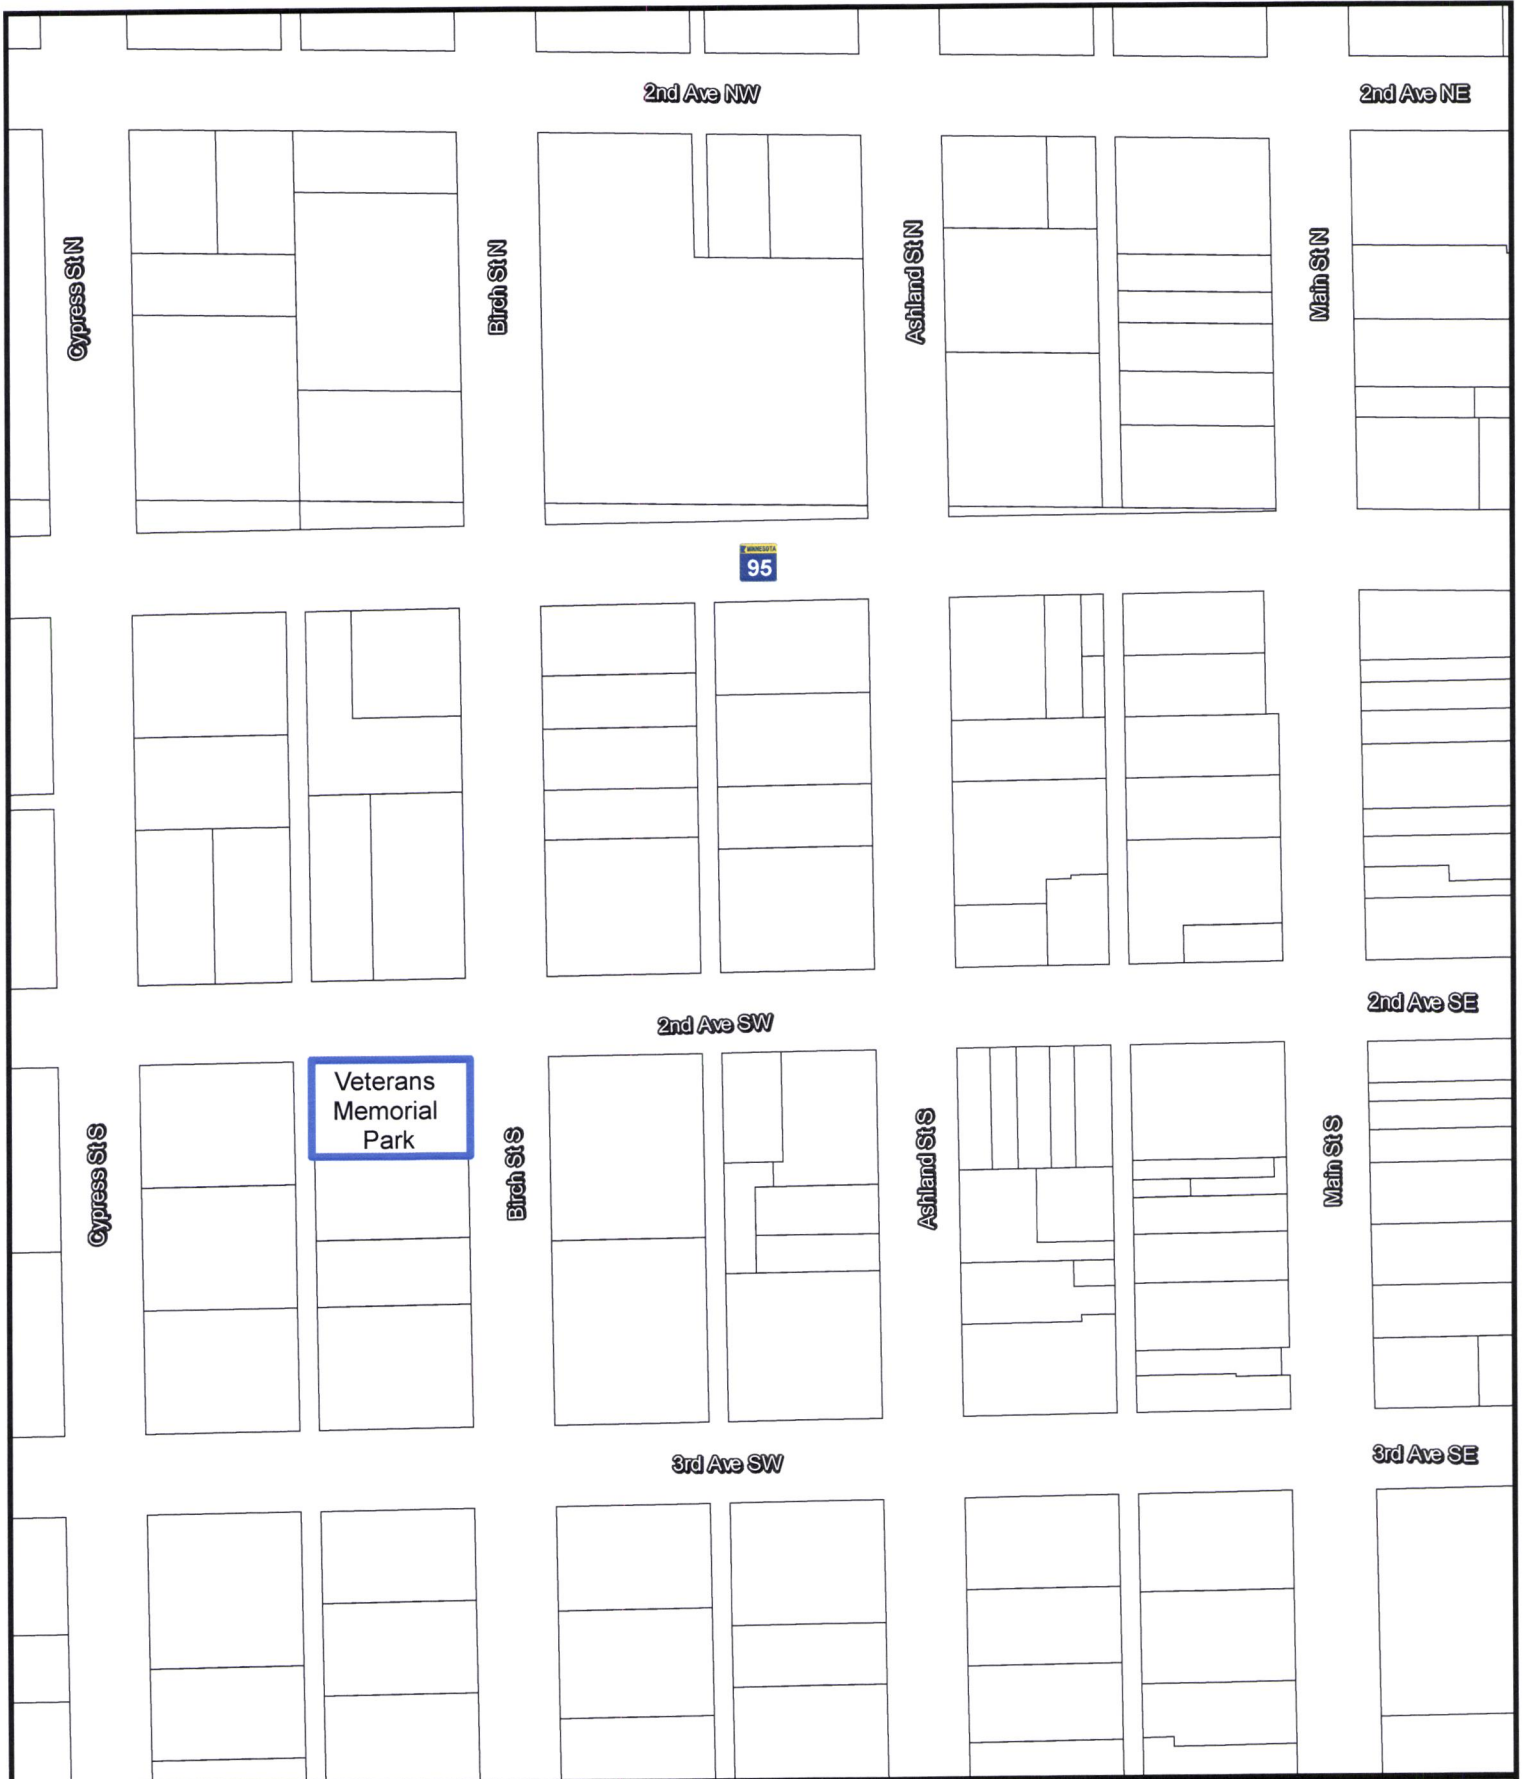 2nd Ave NW
2nd Ave NE
Cypress St N
Birch St N
Ashland St N
Main St N
MINNESOTA
95
2nd Ave SW
2nd Ave SE
Veterans
Memorial
Park
Cypress St S
Birch St S
Ashland St S
Main St S
3rd Ave SW
3rd Ave SE